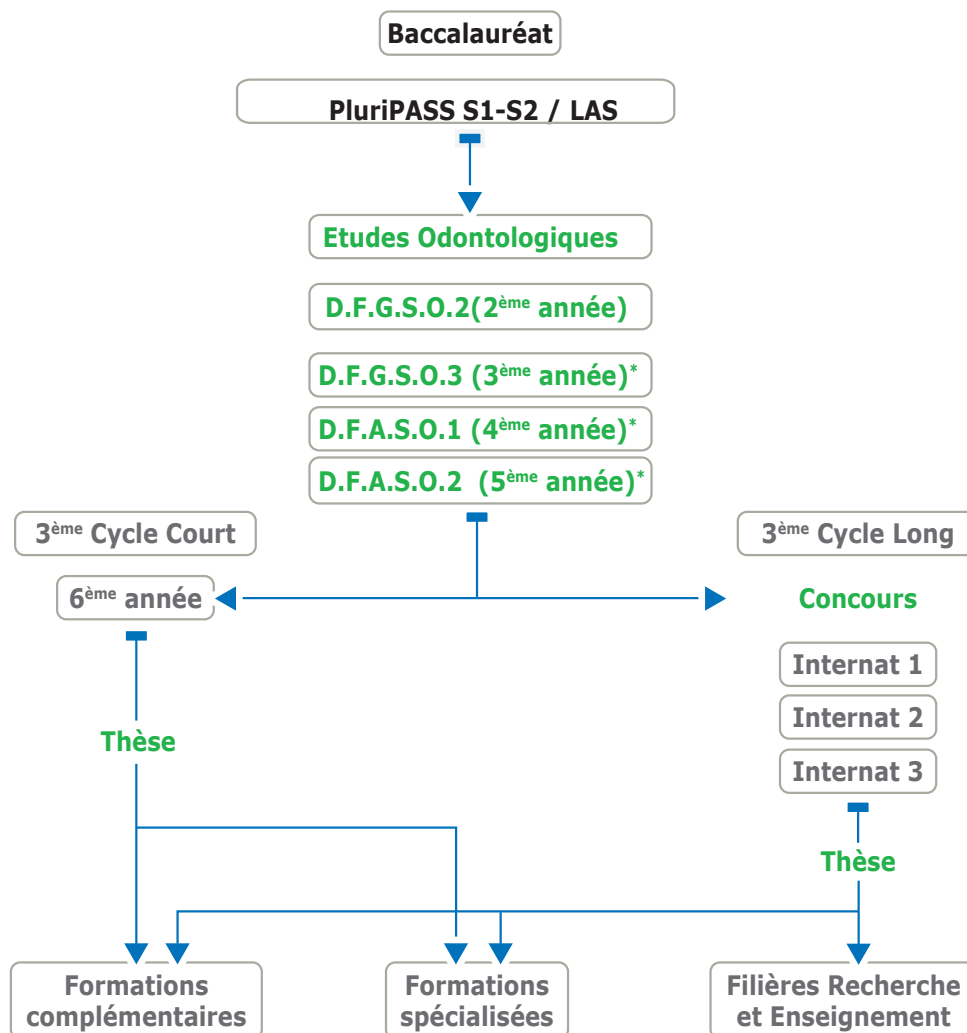 Baccalauréat
PluriPASS S1-S2 / LAS
Etudes Odontologiques
D.F.G.S.O.2(2ème année)
D.F.G.S.O.3 (3ème année)*
D.F.A.S.O.1 (4ème année)*
D.F.A.S.O.2 (5ème année)*
3ème Cycle Court
3ème Cycle Long
6ème année
Concours
Internat 1
Internat 2
Internat 3
Thèse
Thèse
Formations
complémentaires
Formations
spécialisées
Filières Recherche
et Enseignement